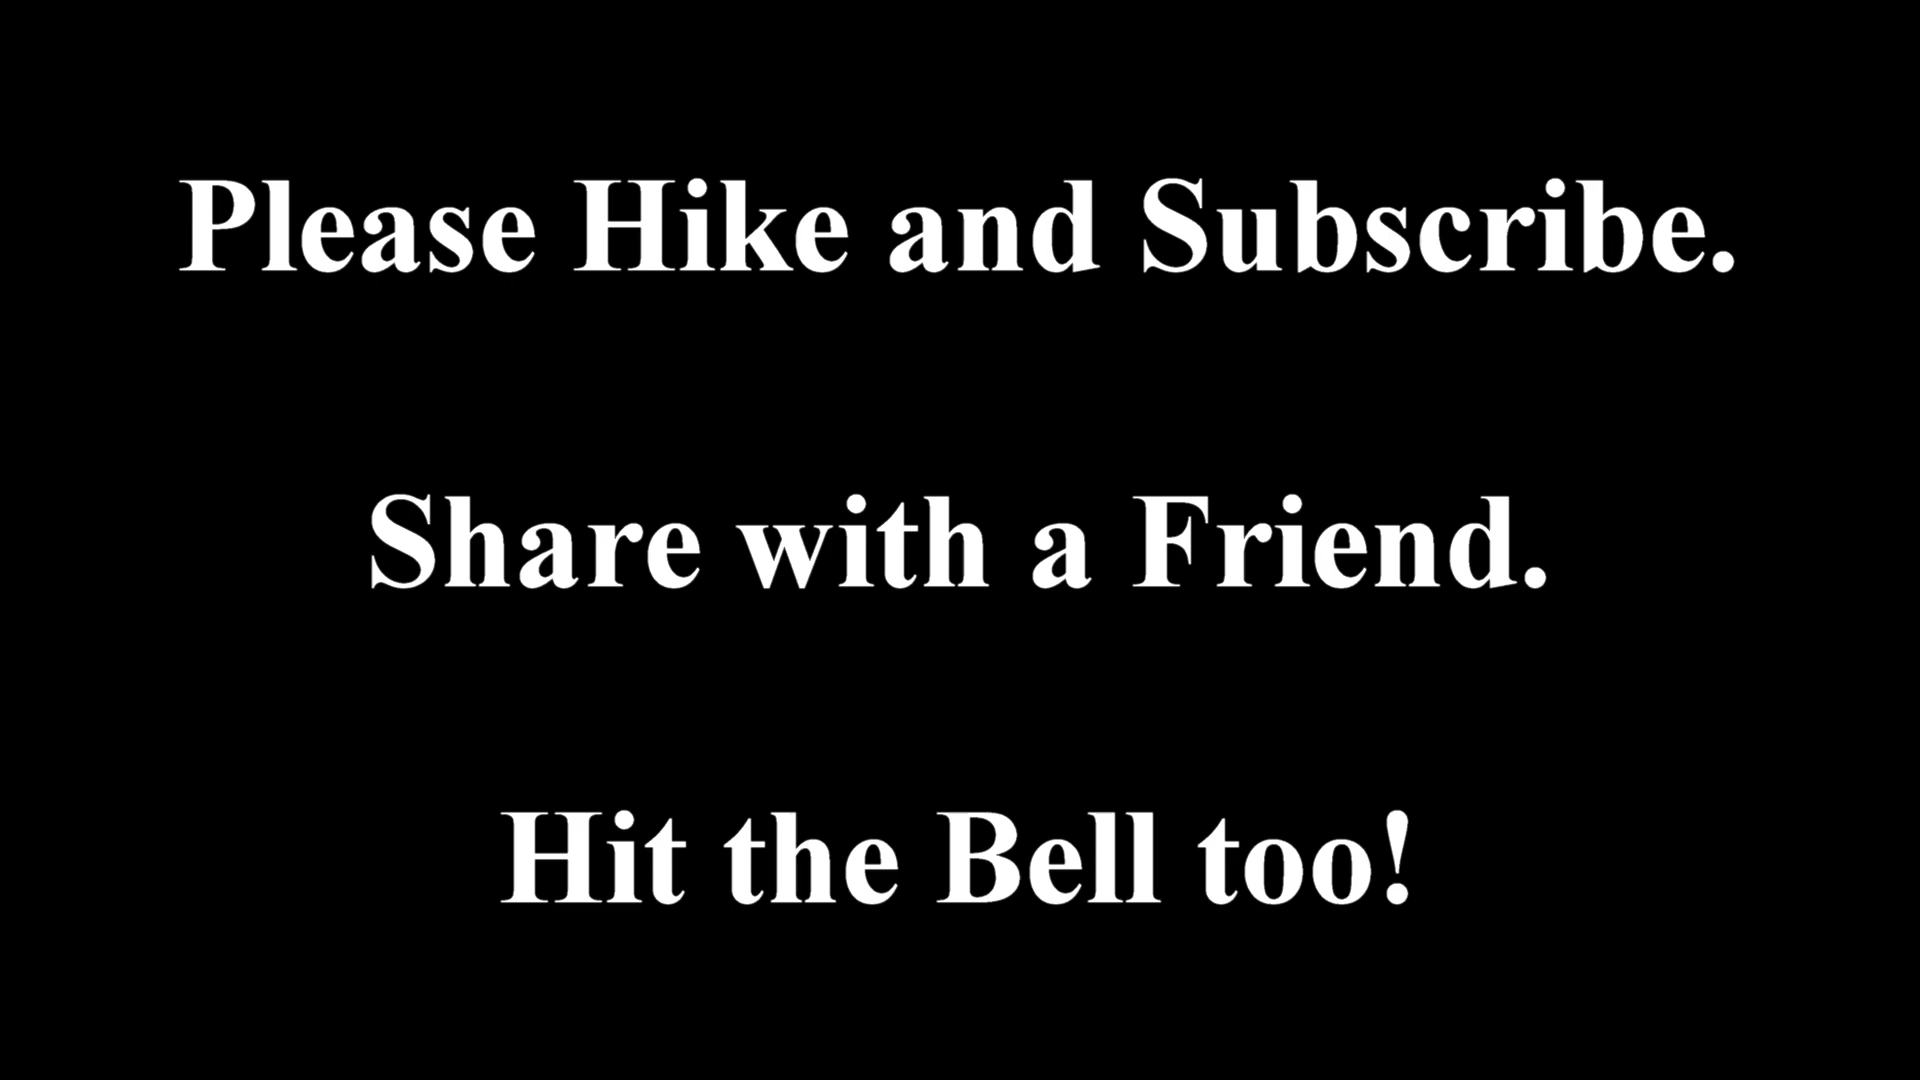 Please Hike and Subscribe.
Share with a Friend.
Hit the Bell too!